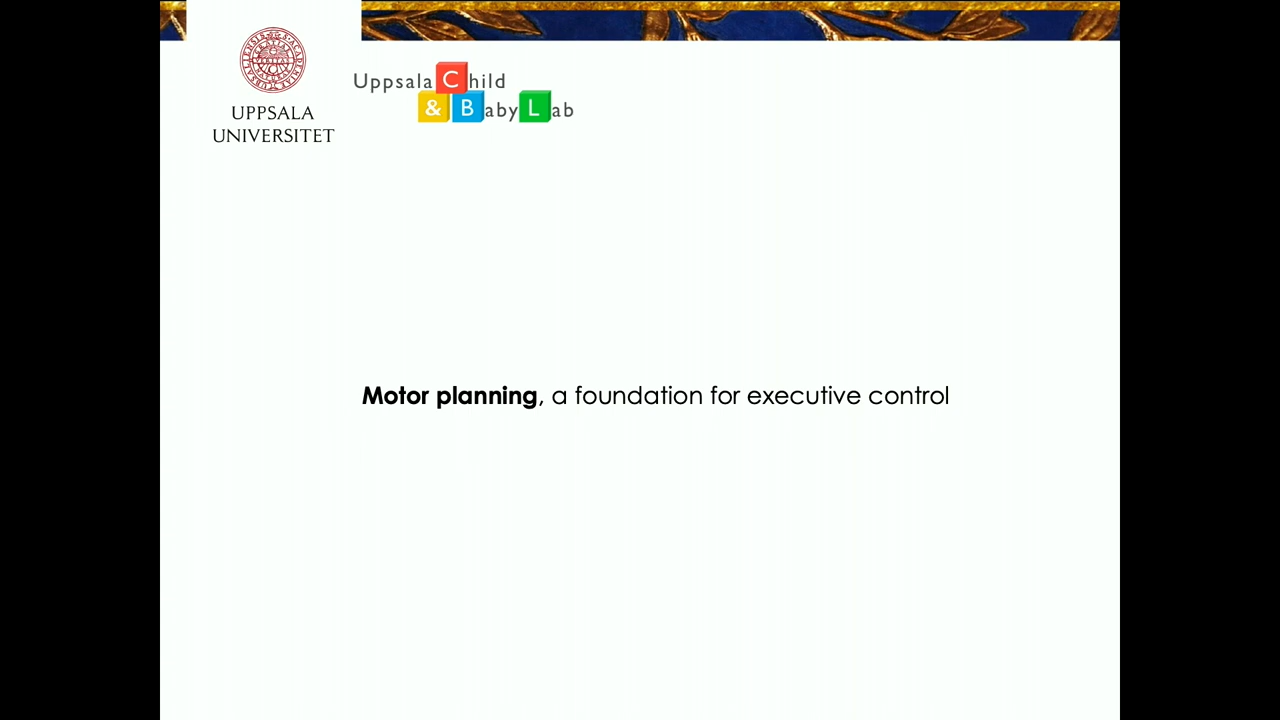 UPPSALA
UNIVERSITET
Uppsala Child
& Baby Lab
Motor planning, a foundation for executive control